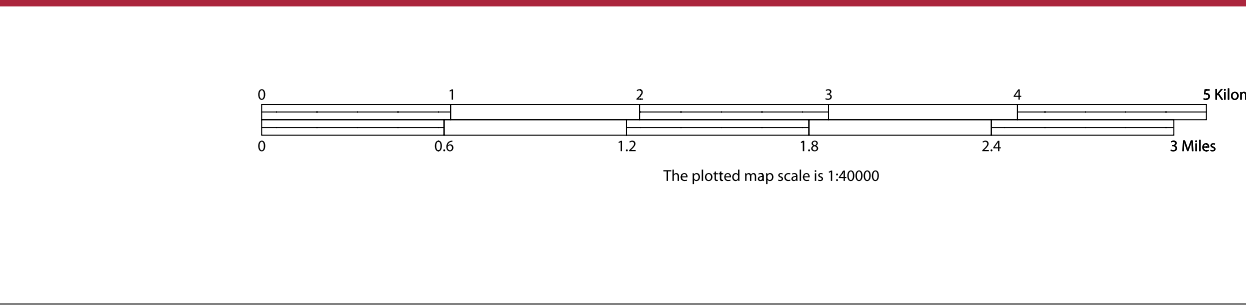 0 1 2 3 4 5 Kilom
0 0.6 1.2 1.8 2.4 3 Miles
The plotted map scale is 1:40000